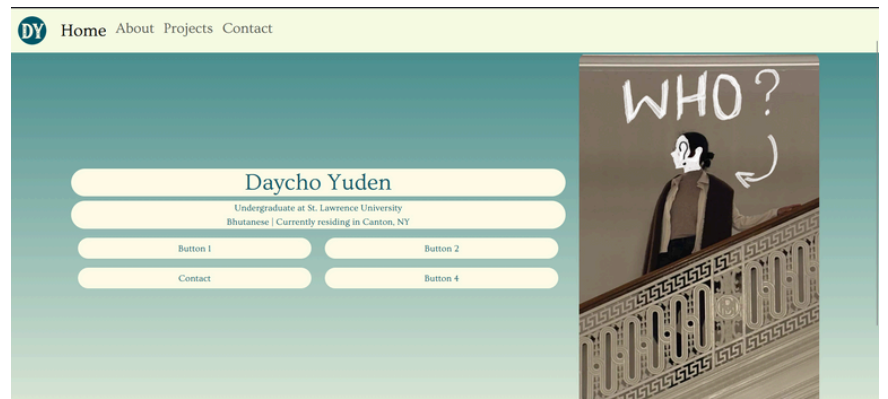 DY Home About Projects Contact
WHO?
?
Daycho Yuden
Undergraduate at St. Lawrence University
Bhutanese | Currently residing in Canton, NY
Button 1 Button 2
Contact Button 4